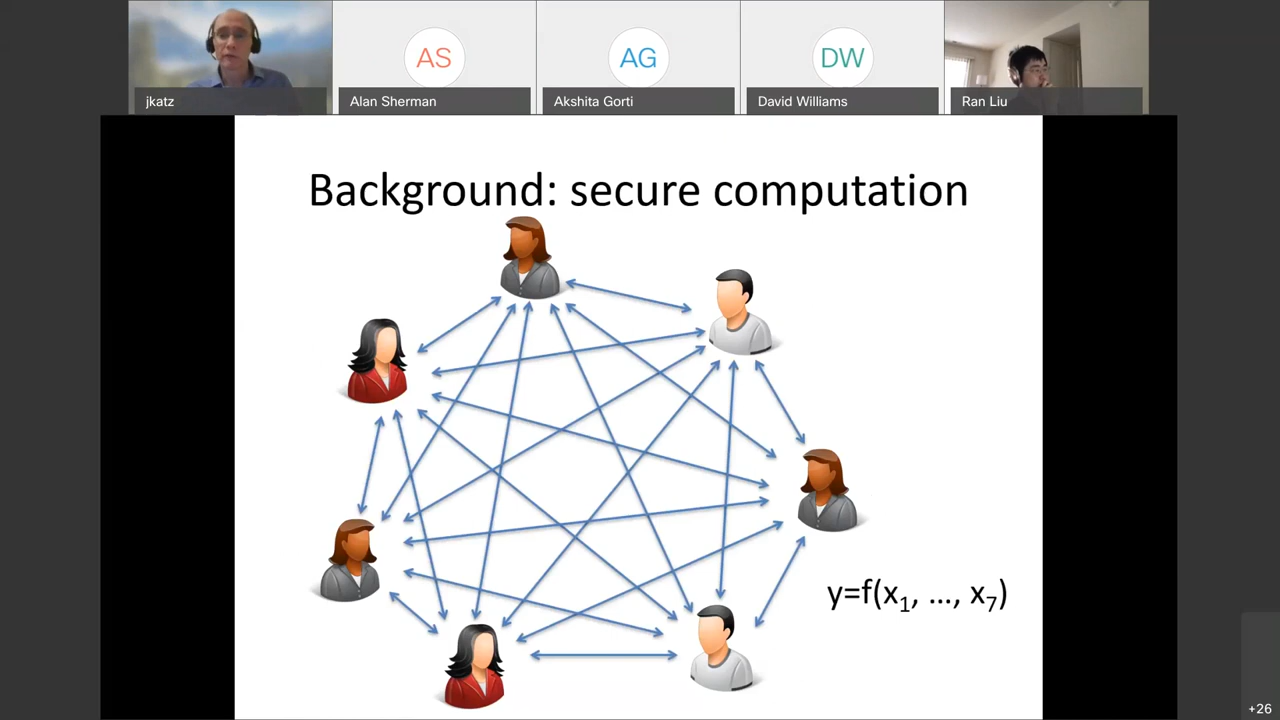 AS
AG
DW
jkatz
Alan Sherman
Akshita Gorti
David Williams
Ran Liu
Background: secure computation
y=f(x₁, ..., x₇)
+26